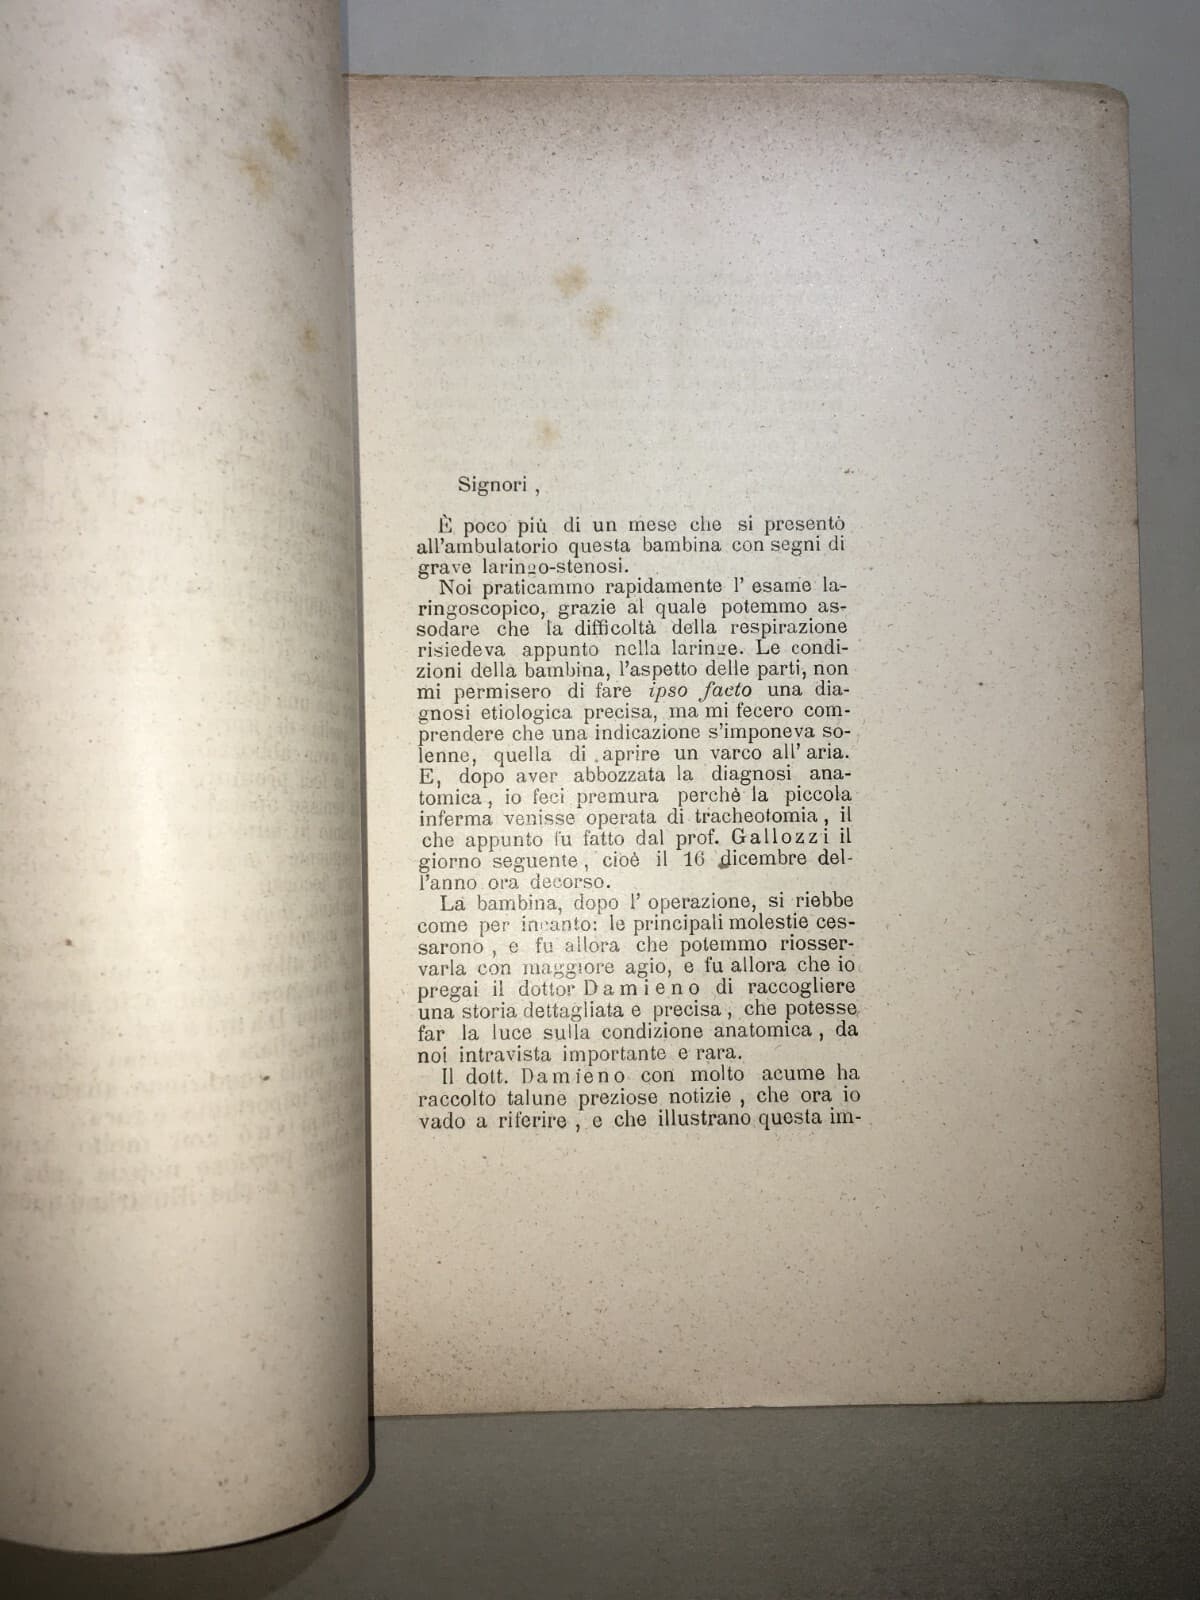 Signori ,
È poco più di un mese che si presentò
all'ambulatorio questa bambina con segni di
grave laringo-stenosi.
Noi praticammo rapidamente l' esame la-
ringoscopico, grazie al quale potemmo as-
sodare che la difficoltà della respirazione
risiedeva appunto nella laringe. Le condi-
zioni della bambina, l'aspetto delle parti, non
mi permisero di fare ipso facto una dia-
gnosi etiologica precisa, ma mi fecero com-
prendere che una indicazione s'imponeva so-
lenne, quella di aprire un varco all' aria.
E, dopo aver abbozzata la diagnosi ana-
tomica , io feci premura perchè la piccola
inferma venisse operata di tracheotomia , il
che appunto fu fatto dal prof. Gallozzi il
giorno seguente , cioè il 16 dicembre del-
l'anno ora decorso.
La bambina, dopo l' operazione, si riebbe
come per incanto: le principali molestie ces-
sarono , e fu allora che potemmo riosser-
varla con maggiore agio, e fu allora che io
pregai il dottor Damieno di raccogliere
una storia dettagliata e precisa , che potesse
far la luce sulla condizione anatomica , da
noi intravista importante e rara.
Il dott. Damieno con molto acume ha
raccolto talune preziose notizie , che ora io
vado a riferire , e che illustrano questa im-